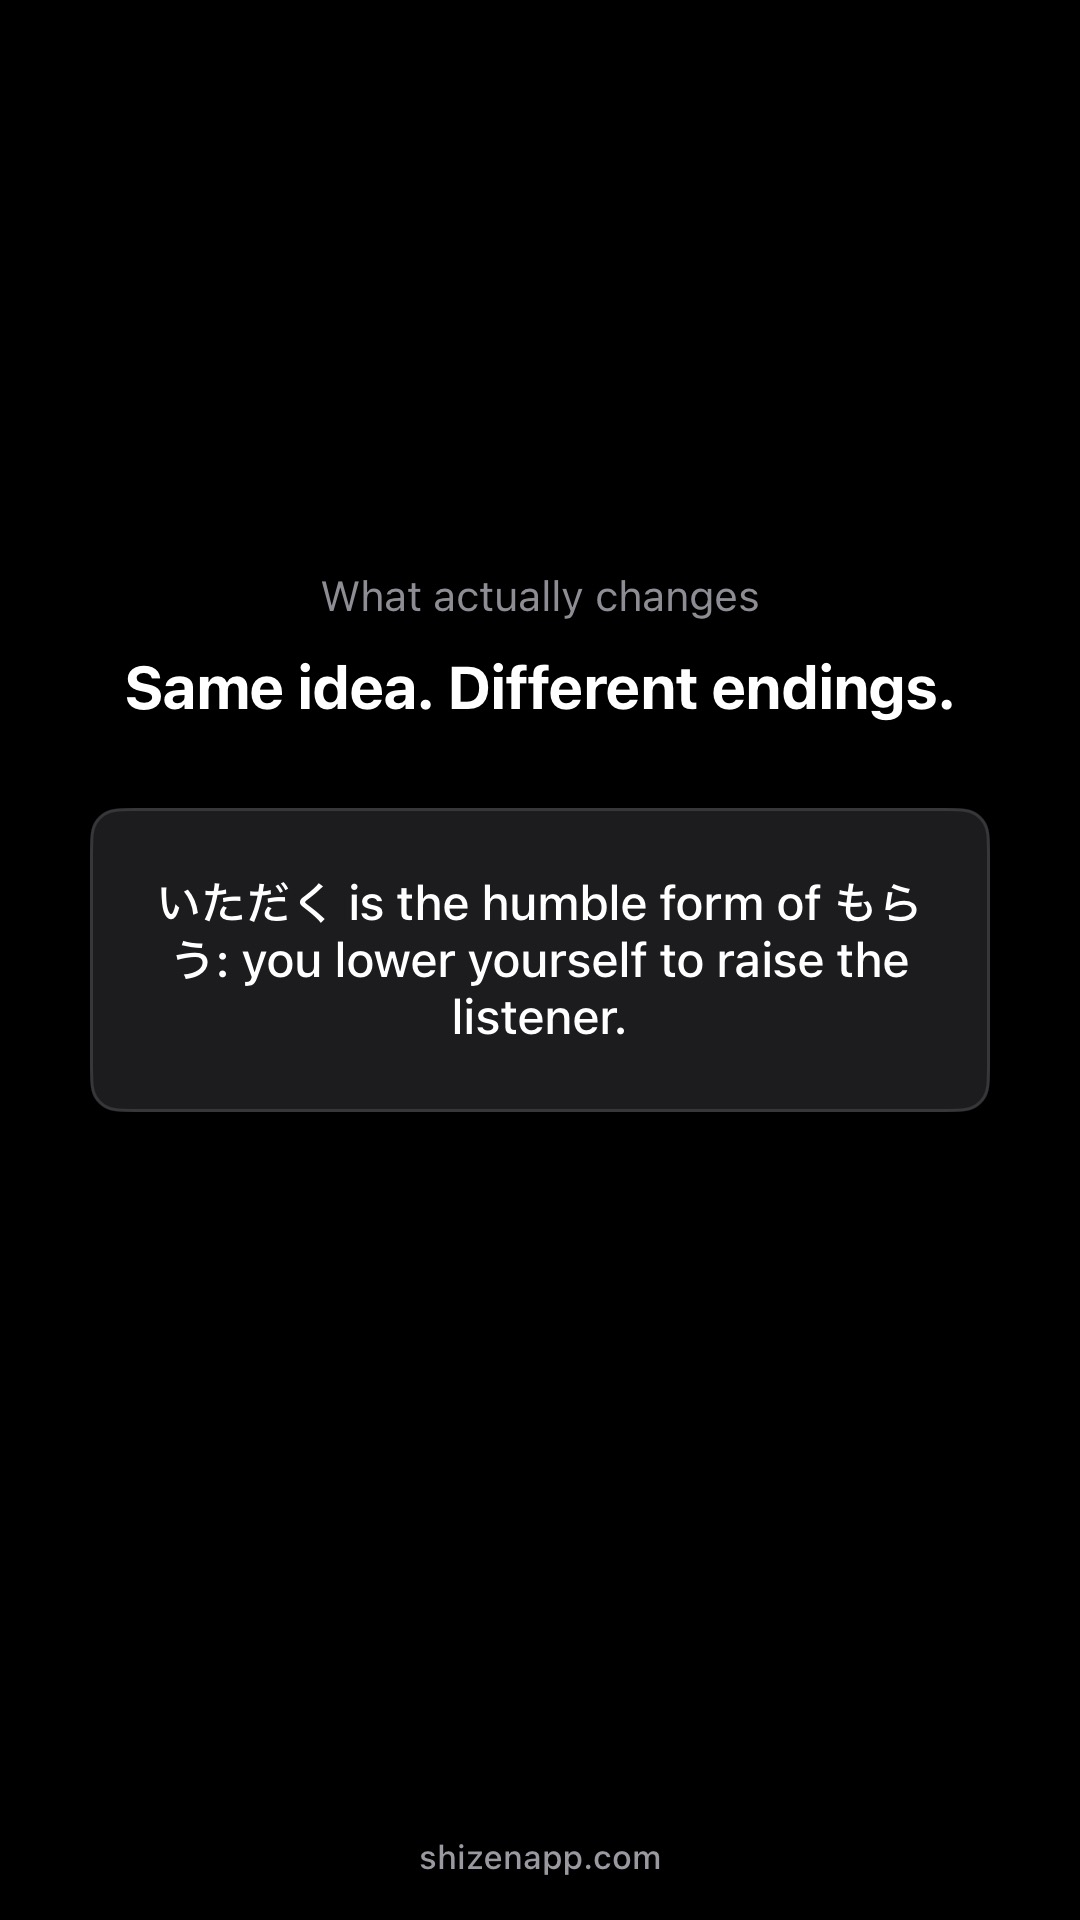 What actually changes
Same idea. Different endings.
いただく is the humble form of もら
う: you lower yourself to raise the
listener.
shizenapp.com